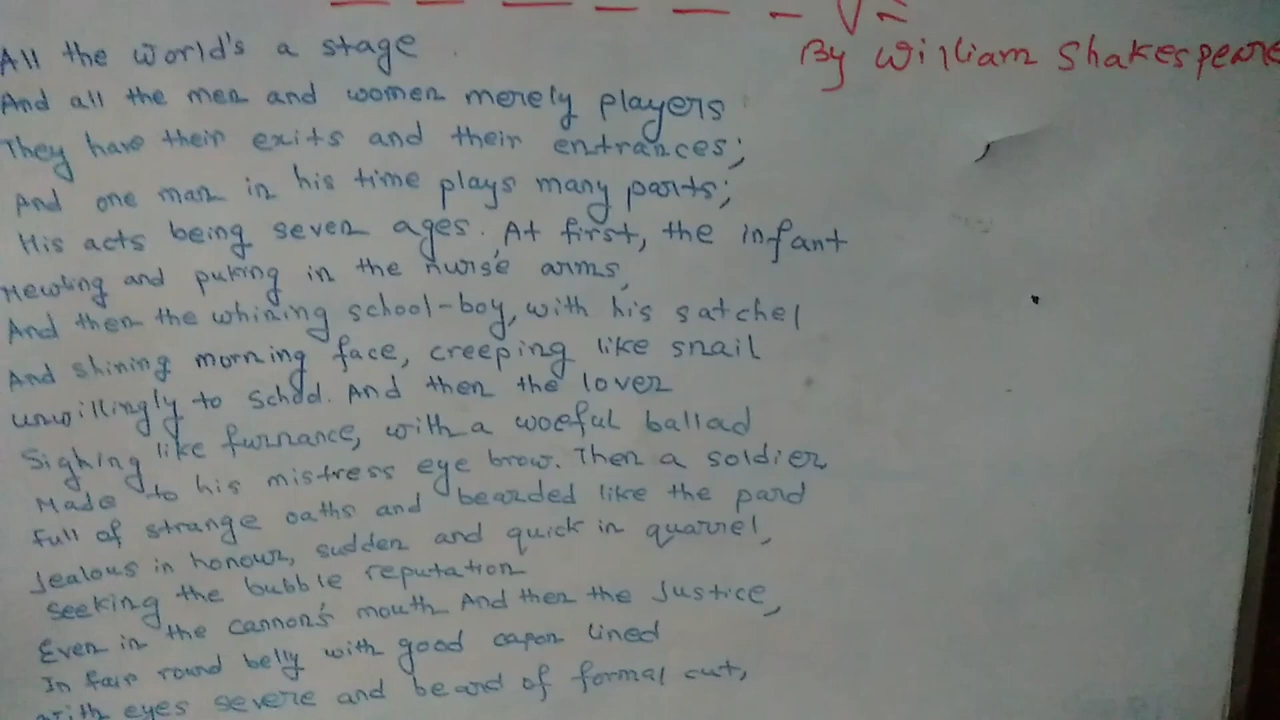 By William Shakespeare
All the world's a stage
And all the men and women merely players
They have their exits and their entrances;
And one man in his time plays many parts;
His acts being seven ages. At first, the infant
Mewling and puking in the nurse's arms,
And then the whining school-boy, with his satchel
And shining morning face, creeping like snail
unwillingly to school. And then the lover
Sighing like furnance, with a woeful ballad
Made to his mistress eye brow. Then a soldier,
Full of strange oaths and bearded like the pard
Jealous in honour, sudden and quick in quarrel,
Seeking the bubble reputation
Even in the cannon's mouth And then the Justice,
In fair round belly with good capon lined
with eyes severe and beard of formal cut,